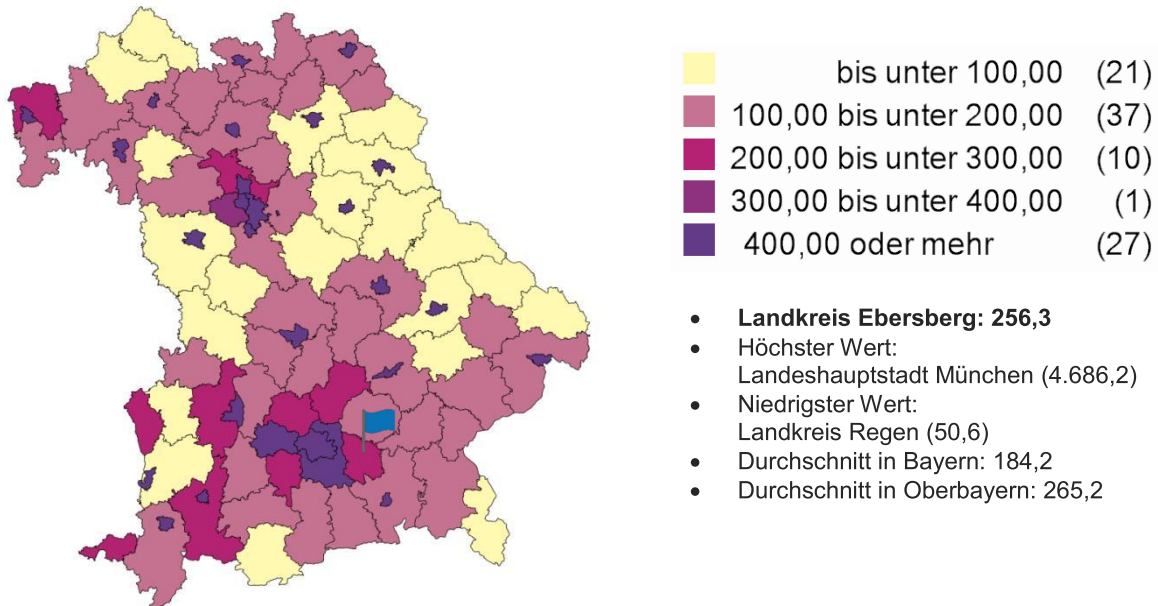 bis unter 100,00 (21)
100,00 bis unter 200,00 (37)
200,00 bis unter 300,00 (10)
300,00 bis unter 400,00 (1)
400,00 oder mehr (27)
• Landkreis Ebersberg: 256,3
• Höchster Wert:
Landeshauptstadt München (4.686,2)
• Niedrigster Wert:
Landkreis Regen (50,6)
• Durchschnitt in Bayern: 184,2
• Durchschnitt in Oberbayern: 265,2